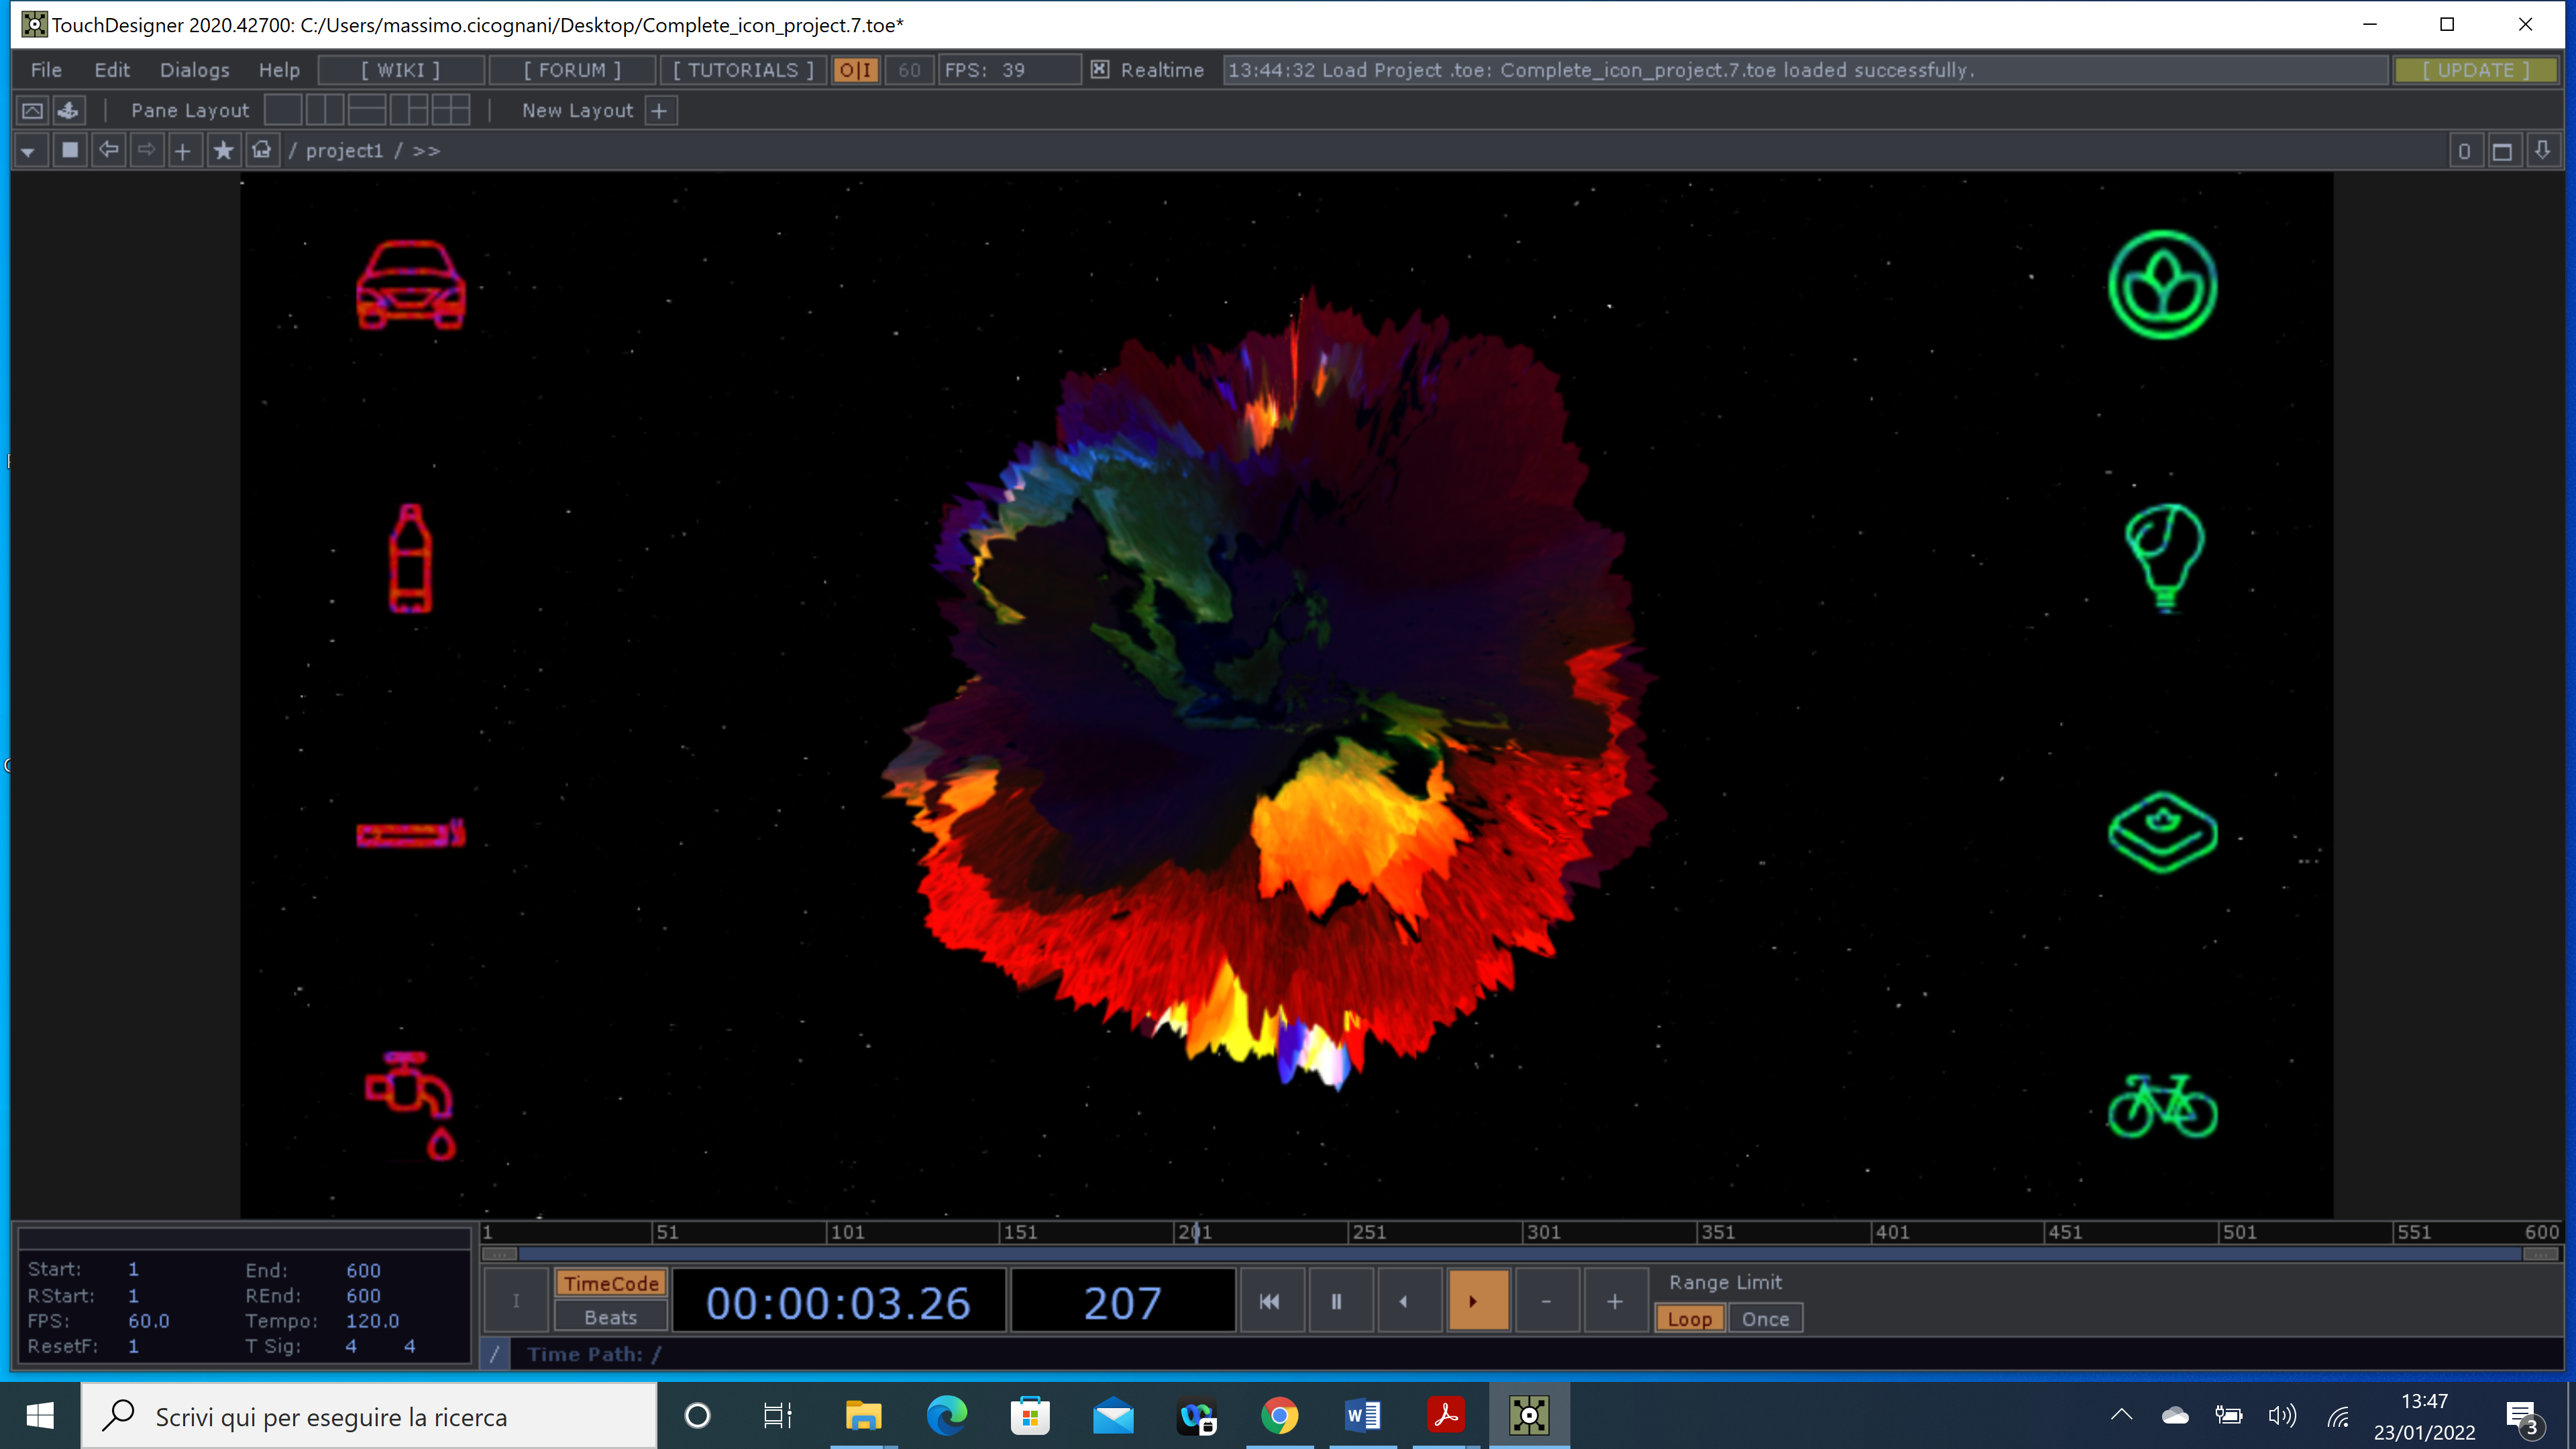 TouchDesigner 2020.42700: C:/Users/massimo.cicognani/Desktop/Complete_icon_project.7.toe*
File Edit Dialogs Help [ WIKI ] [ FORUM ] [ TUTORIALS ] O|I 60 FPS: 39 Realtime 13:44:32 Load Project .toe: Complete_icon_project.7.toe loaded successfully. [ UPDATE ]
Pane Layout New Layout +
+ / project1 / >> 0
1 51 101 151 201 251 301 351 401 451 501 551 600
Start: 1 End: 600
RStart: 1 REnd: 600
FPS: 60.0 Tempo: 120.0
ResetF: 1 T Sig: 4 4
I TimeCode Beats 00:00:03.26 207 - + Range Limit
Loop Once
/ Time Path: /
Scrivi qui per eseguire la ricerca
13:47
23/01/2022
3